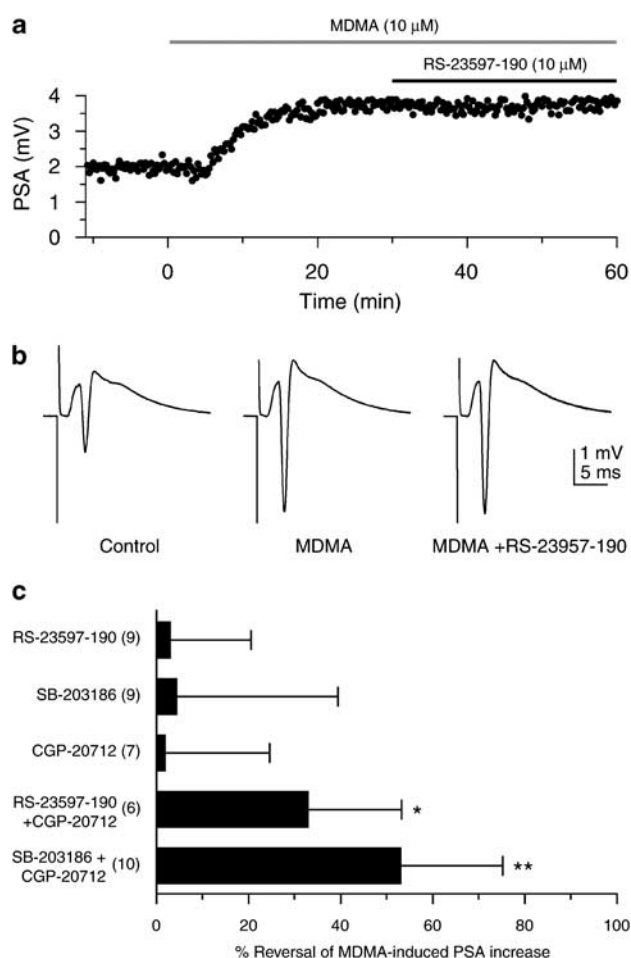 a
MDMA (10 µM)
RS-23597-190 (10 µM)
4
3
2
1
0
PSA (mV)
0 20 40 60
Time (min)
b
1 mV
5 ms
Control MDMA MDMA +RS-23957-190
c
RS-23597-190 (9)
SB-203186 (9)
CGP-20712 (7)
RS-23597-190
+CGP-20712 (6)
*
SB-203186 +
CGP-20712 (10)
**
0 20 40 60 80 100
% Reversal of MDMA-induced PSA increase